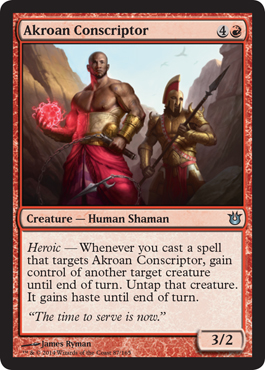 Akroan Conscriptor 4
Creature — Human Shaman
Heroic — Whenever you cast a spell
that targets Akroan Conscriptor, gain
control of another target creature
until end of turn. Untap that creature.
It gains haste until end of turn.
“The time to serve is now.”
James Ryman
3/2
™ & © 2014 Wizards of the Coast 87/165